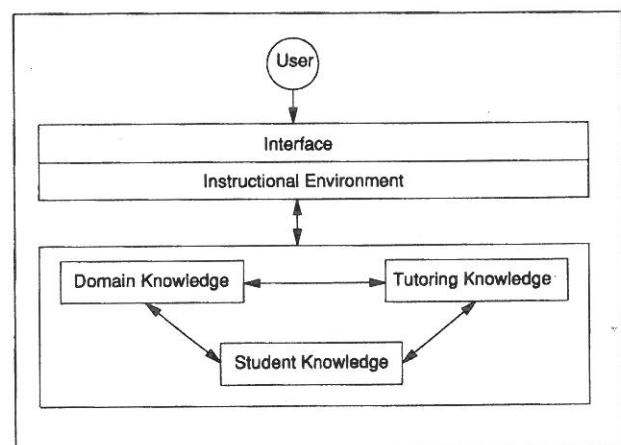 User
Interface
Instructional Environment
Domain Knowledge
Tutoring Knowledge
Student Knowledge